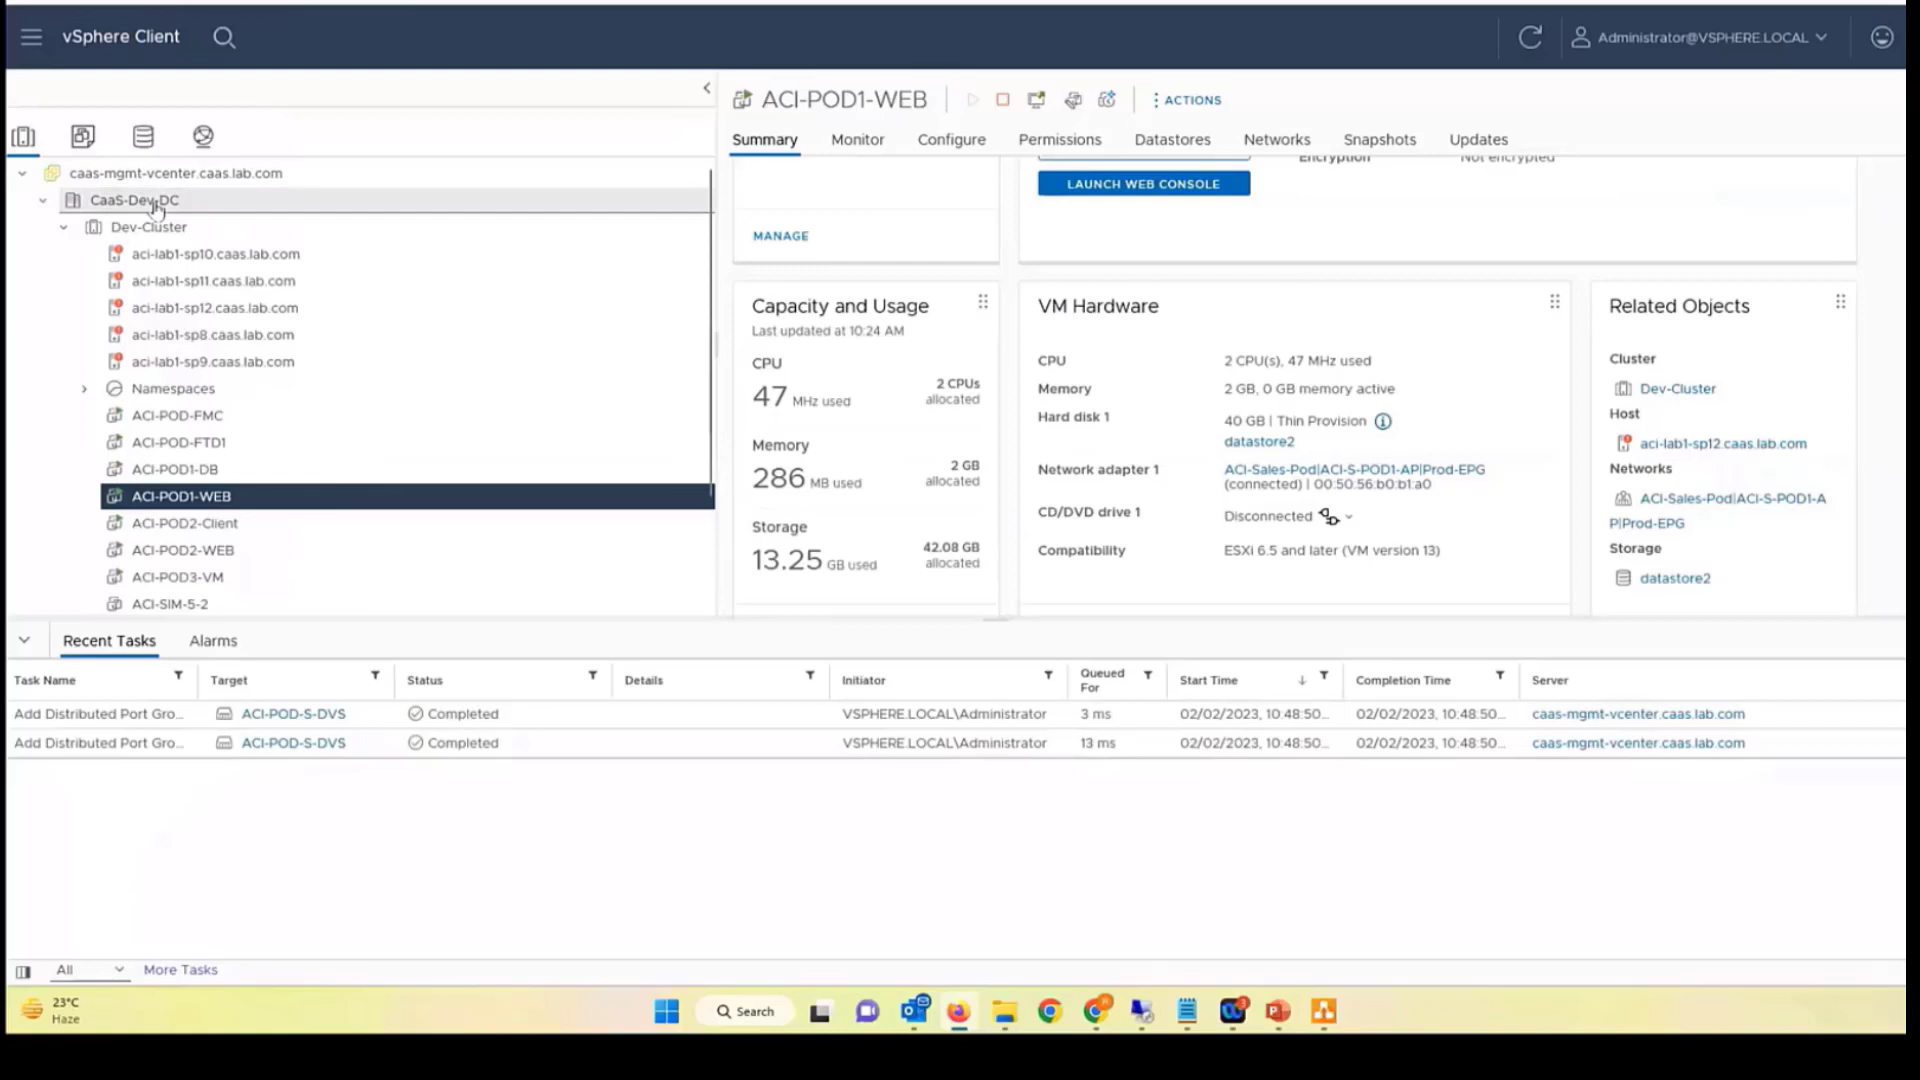 vSphere Client
Administrator@VSPHERE.LOCAL
ACI-POD1-WEB
ACTIONS
Summary Monitor Configure Permissions Datastores Networks Snapshots Updates
caas-mgmt-vcenter.caas.lab.com
CaaS-Dev-DC
Dev-Cluster
aci-lab1-sp10.caas.lab.com
aci-lab1-sp11.caas.lab.com
aci-lab1-sp12.caas.lab.com
aci-lab1-sp8.caas.lab.com
aci-lab1-sp9.caas.lab.com
Namespaces
ACI-POD-FMC
ACI-POD-FTD1
ACI-POD1-DB
ACI-POD1-WEB
ACI-POD2-Client
ACI-POD2-WEB
ACI-POD3-VM
ACI-SIM-5-2
MANAGE
Encryption Not encrypted
LAUNCH WEB CONSOLE
Capacity and Usage
Last updated at 10:24 AM
CPU
47 MHz used
2 CPUs
allocated
Memory
286 MB used
2 GB
allocated
Storage
13.25 GB used
42.08 GB
allocated
VM Hardware
CPU 2 CPU(s), 47 MHz used
Memory 2 GB, 0 GB memory active
Hard disk 1 40 GB | Thin Provision
datastore2
Network adapter 1 ACI-Sales-Pod|ACI-S-POD1-AP|Prod-EPG
(connected) | 00:50:56:b0:b1:a0
CD/DVD drive 1 Disconnected
Compatibility ESXi 6.5 and later (VM version 13)
Related Objects
Cluster
Dev-Cluster
Host
aci-lab1-sp12.caas.lab.com
Networks
ACI-Sales-Pod|ACI-S-POD1-A
P|Prod-EPG
Storage
datastore2
Recent Tasks Alarms
Task Name Target Status Details Initiator Queued For Start Time Completion Time Server
Add Distributed Port Gro... ACI-POD-S-DVS Completed VSPHERE.LOCAL\Administrator 3 ms 02/02/2023, 10:48:50... 02/02/2023, 10:48:50... caas-mgmt-vcenter.caas.lab.com
Add Distributed Port Gro... ACI-POD-S-DVS Completed VSPHERE.LOCAL\Administrator 13 ms 02/02/2023, 10:48:50... 02/02/2023, 10:48:50... caas-mgmt-vcenter.caas.lab.com
All More Tasks
23°C
Haze
Search